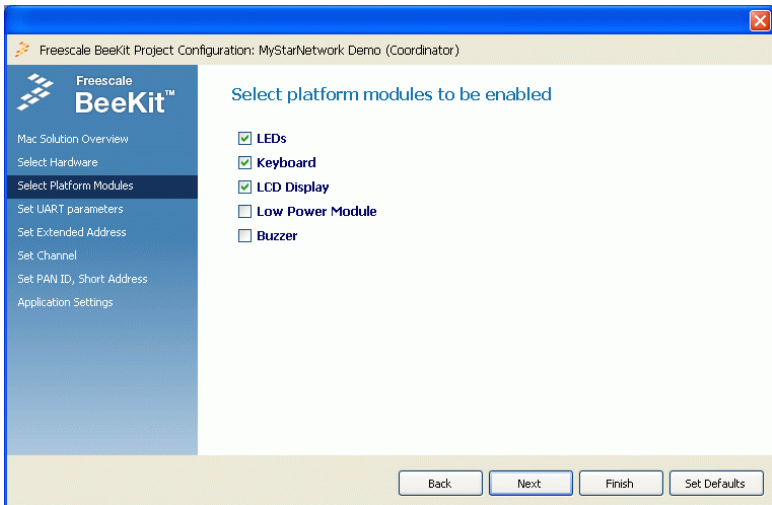 Freescale BeeKit Project Configuration: MyStarNetwork Demo (Coordinator)
Freescale
BeeKit™
Mac Solution Overview
Select Hardware
Select Platform Modules
Set UART parameters
Set Extended Address
Set Channel
Set PAN ID, Short Address
Application Settings
Select platform modules to be enabled
LEDs
Keyboard
LCD Display
Low Power Module
Buzzer
Back
Next
Finish
Set Defaults